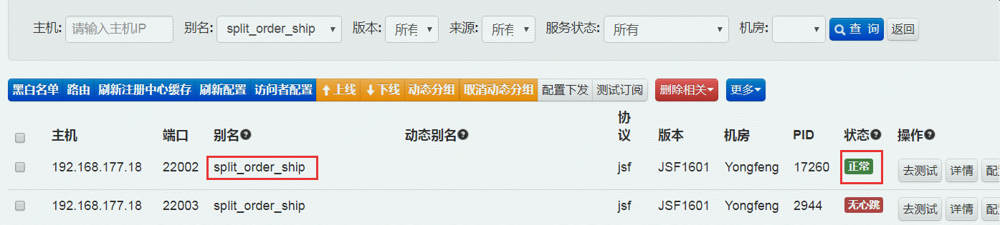 主机: 请输入主机IP 别名: split_order_ship 版本: 所有 来源: 所有 服务状态: 所有 机房: 查 询 返回
黑白名单 路由 刷新注册中心缓存 刷新配置 访问者配置 上线 下线 动态分组 取消动态分组 配置下发 测试订阅 删除相关 更多
主机 端口 别名 动态别名 协议 版本 机房 PID 状态 操作
192.168.177.18 22002 split_order_ship jsf JSF1601 Yongfeng 17260 正常 去测试 详情
192.168.177.18 22003 split_order_ship jsf JSF1601 Yongfeng 2944 无心跳 去测试 详情